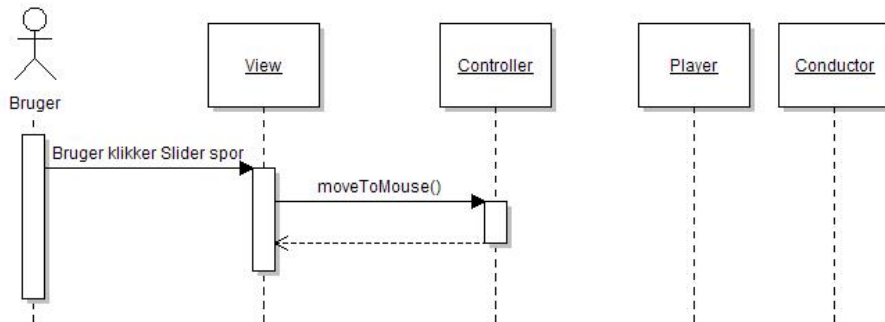 Bruger
View
Controller
Player
Conductor
Bruger klikker Slider spor
moveToMouse()